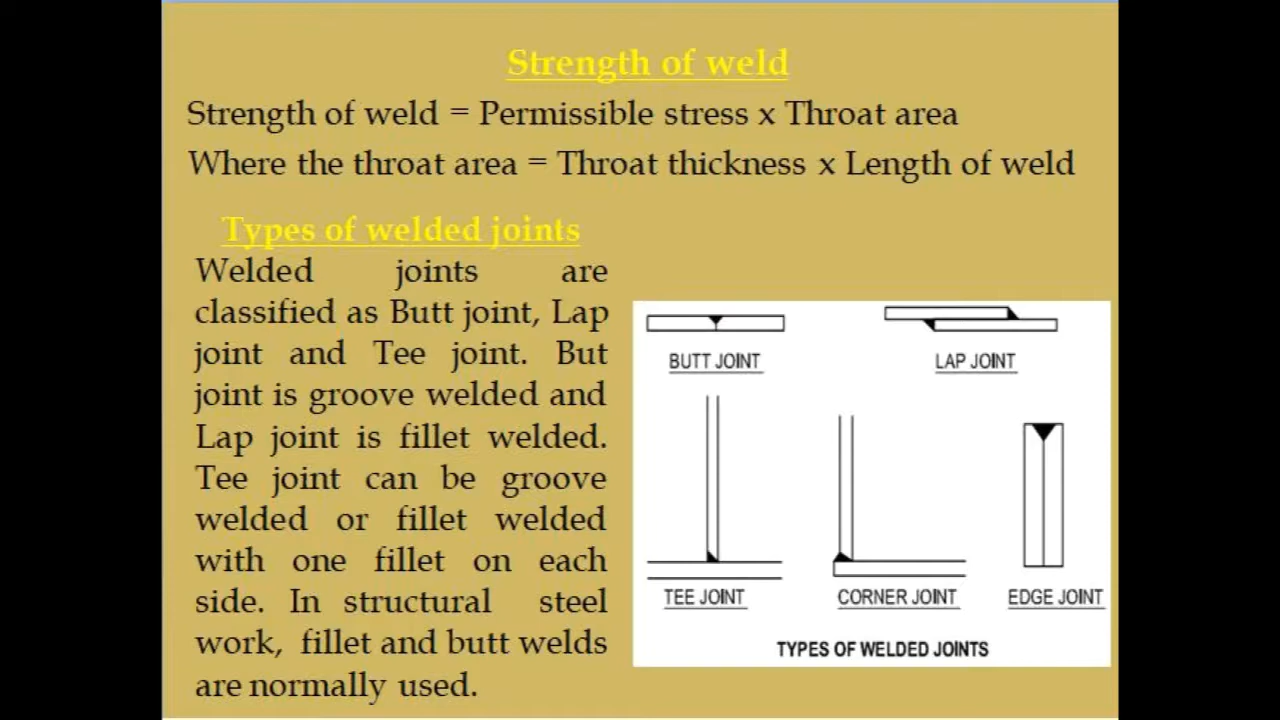 Strength of weld
Strength of weld = Permissible stress x Throat area
Where the throat area = Throat thickness x Length of weld
Types of welded joints
Welded joints are
classified as Butt joint, Lap
joint and Tee joint. But
joint is groove welded and
Lap joint is fillet welded.
Tee joint can be groove
welded or fillet welded
with one fillet on each
side. In structural steel
work, fillet and butt welds
are normally used.
BUTT JOINT
LAP JOINT
TEE JOINT
CORNER JOINT
EDGE JOINT
TYPES OF WELDED JOINTS